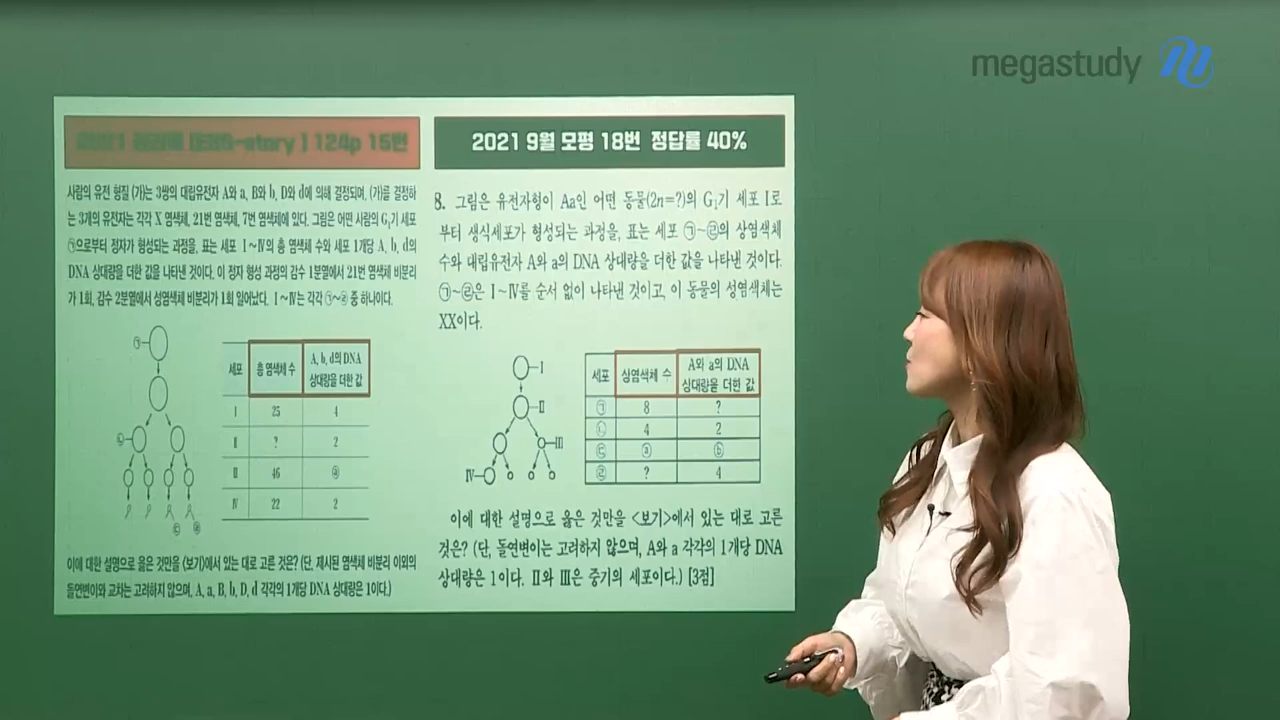 megastudy
124p 15번
사람의 유전 형질 (가)는 3쌍의 대립유전자 A와 a, B와 b, D와 d에 의해 결정되며, (가)를 결정하
는 3개의 유전자는 각각 X 염색체, 21번 염색체, 7번 염색체에 있다. 그림은 어떤 사람의 G₁기 세포
㉠으로부터 정자가 형성되는 과정을, 표는 세포 Ⅰ~Ⅳ의 총 염색체 수와 세포 1개당 A, b, d의
DNA 상대량을 더한 값을 나타낸 것이다. 이 정자 형성 과정의 감수 1분열에서 21번 염색체 비분리
가 1회, 감수 2분열에서 성염색체 비분리가 1회 일어났다. Ⅰ~Ⅳ는 각각 ㉠~㉣ 중 하나이다.
㉠
㉡
㉢
㉣
세포 총 염색체 수 A, b, d의 DNA
상대량을 더한 값
Ⅰ 25 4
Ⅱ ? 2
Ⅲ 46 ⓐ
Ⅳ 22 2
이에 대한 설명으로 옳은 것만을 〈보기〉에서 있는 대로 고른 것은? (단, 제시된 염색체 비분리 이외의
돌연변이와 교차는 고려하지 않으며, A, a, B, b, D, d 각각의 1개당 DNA 상대량은 1이다.)
2021 9월 모평 18번 정답률 40%
8. 그림은 유전자형이 Aa인 어떤 동물(2n=?)의 G₁기 세포 Ⅰ로
부터 생식세포가 형성되는 과정을, 표는 세포 ㉠~㉣의 상염색체
수와 대립유전자 A와 a의 DNA 상대량을 더한 값을 나타낸 것이다.
㉠~㉣은 Ⅰ~Ⅳ를 순서 없이 나타낸 것이고, 이 동물의 성염색체는
XX이다.
Ⅰ
Ⅱ
Ⅲ
Ⅳ
세포 상염색체 수 A와 a의 DNA
상대량을 더한 값
㉠ 8 ?
㉡ 4 2
㉢ ⓐ ⓑ
㉣ ? 4
이에 대한 설명으로 옳은 것만을 <보기>에서 있는 대로 고른
것은? (단, 돌연변이는 고려하지 않으며, A와 a 각각의 1개당 DNA
상대량은 1이다. Ⅱ와 Ⅲ은 중기의 세포이다.) [3점]